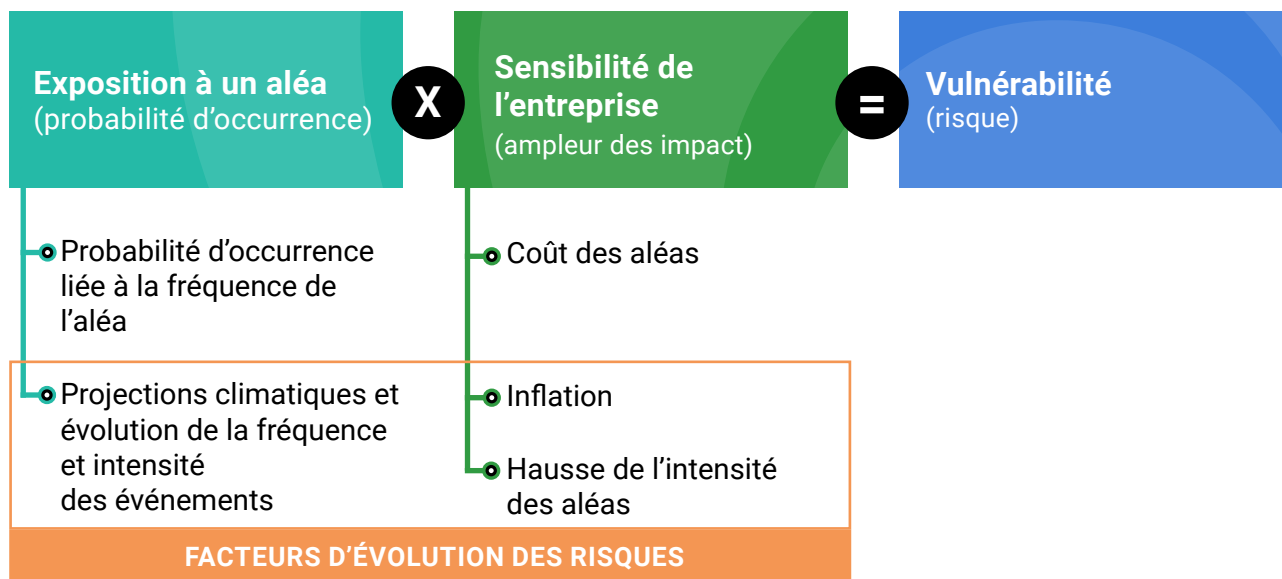 Exposition à un aléa
(probabilité d'occurrence)
X
Sensibilité de
l'entreprise
(ampleur des impact)
=
Vulnérabilité
(risque)
Probabilité d'occurrence
liée à la fréquence de
l'aléa
Projections climatiques et
évolution de la fréquence
et intensité
des événements
Coût des aléas
Inflation
Hausse de l'intensité
des aléas
FACTEURS D'ÉVOLUTION DES RISQUES